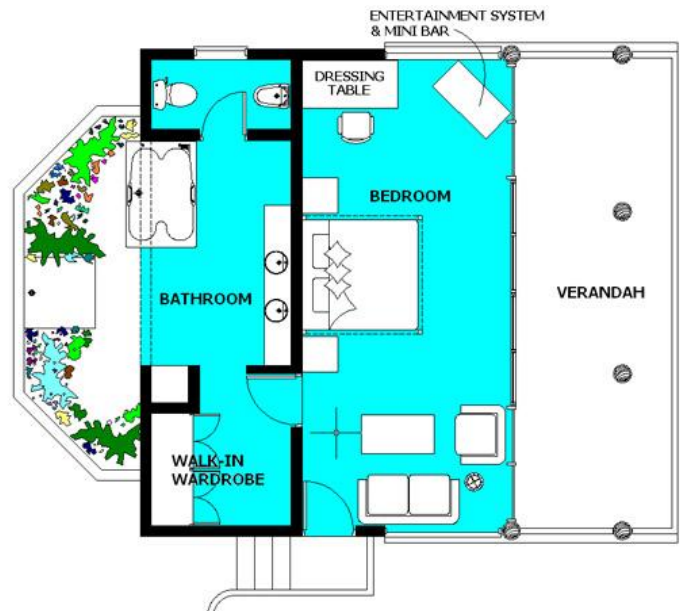 ENTERTAINMENT SYSTEM
& MINI BAR
DRESSING
TABLE
BEDROOM
BATHROOM
VERANDAH
WALK-IN
WARDROBE